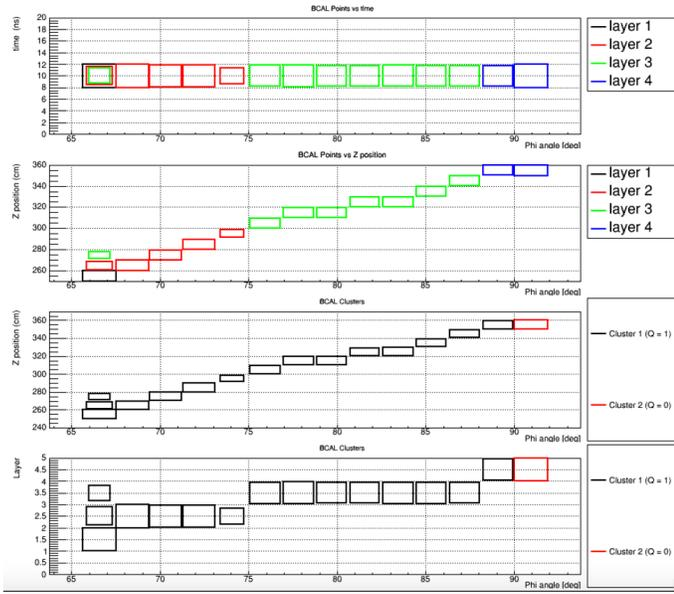 BCAL Points vs time
time (ns)
20
18
16
14
12
10
8
6
4
2
0
65 70 75 80 85 90
Phi angle [deg]
layer 1
layer 2
layer 3
layer 4
BCAL Points vs Z position
Z position (cm)
360
340
320
300
280
260
65 70 75 80 85 90
Phi angle [deg]
layer 1
layer 2
layer 3
layer 4
BCAL Clusters
Z position (cm)
360
340
320
300
280
260
240
65 70 75 80 85 90
Phi angle [deg]
Cluster 1 (Q = 1)
Cluster 2 (Q = 0)
BCAL Clusters
Layer
5
4.5
4
3.5
3
2.5
2
1.5
1
0.5
0
65 70 75 80 85 90
Phi angle [deg]
Cluster 1 (Q = 1)
Cluster 2 (Q = 0)